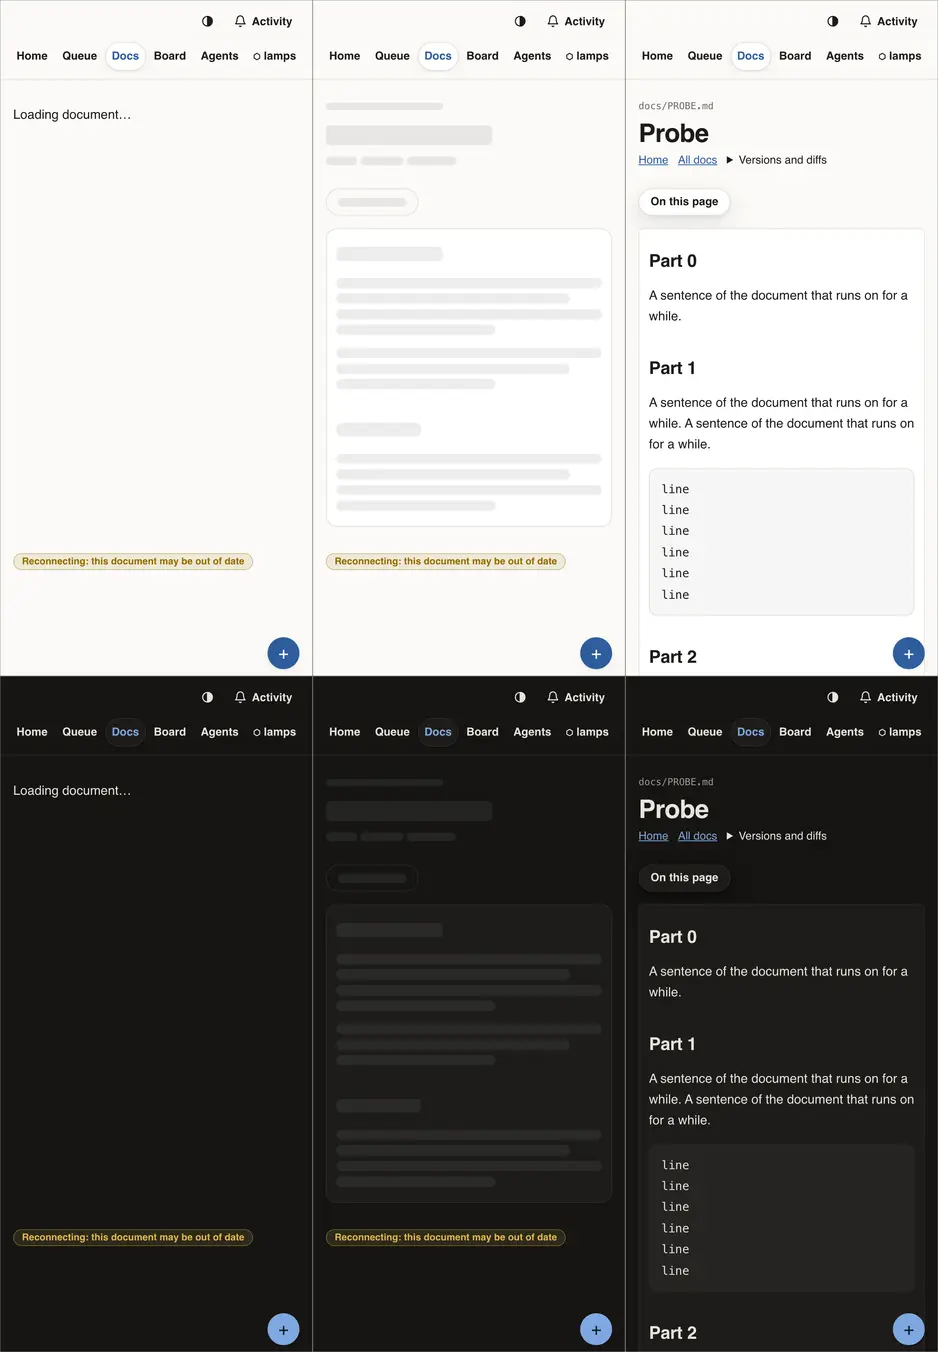 Activity
Home Queue Docs Board Agents lamps
Loading document...
Reconnecting: this document may be out of date
+
Activity
Home Queue Docs Board Agents lamps
Reconnecting: this document may be out of date
+
Activity
Home Queue Docs Board Agents lamps
docs/PROBE.md
Probe
Home All docs Versions and diffs
On this page
Part 0
A sentence of the document that runs on for a
while.
Part 1
A sentence of the document that runs on for a
while. A sentence of the document that runs on
for a while.
line
line
line
line
line
line
Part 2
+
Activity
Home Queue Docs Board Agents lamps
Loading document...
Reconnecting: this document may be out of date
+
Activity
Home Queue Docs Board Agents lamps
Reconnecting: this document may be out of date
+
Activity
Home Queue Docs Board Agents lamps
docs/PROBE.md
Probe
Home All docs Versions and diffs
On this page
Part 0
A sentence of the document that runs on for a
while.
Part 1
A sentence of the document that runs on for a
while. A sentence of the document that runs on
for a while.
line
line
line
line
line
line
Part 2
+